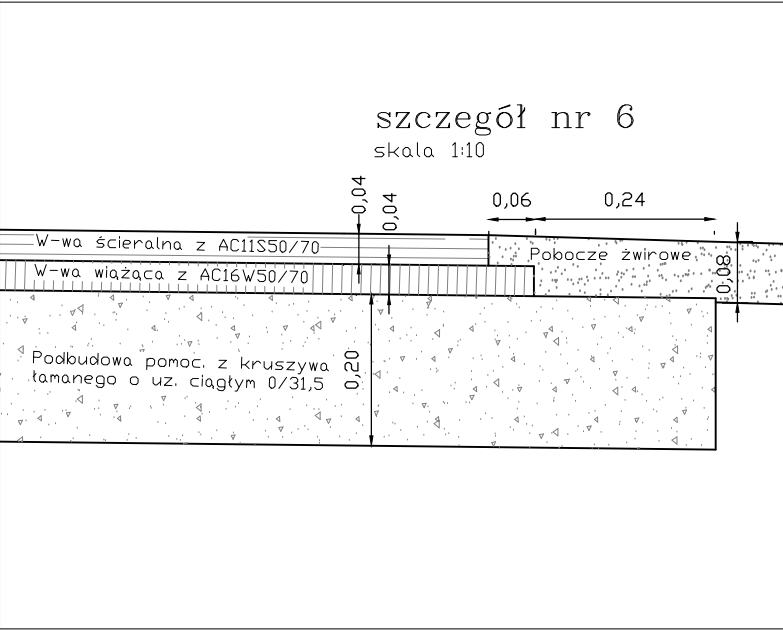 szczegół nr 6
skala 1:10
0,04
0,04
0,06
0,24
W-wa ścieralna z AC11S50/70
Pobocze żwirowe
W-wa wiążąca z AC16W50/70
0,08
Podbudowa pomoc. z kruszywa
łamanego o uz. ciągłym 0/31,5
0,20